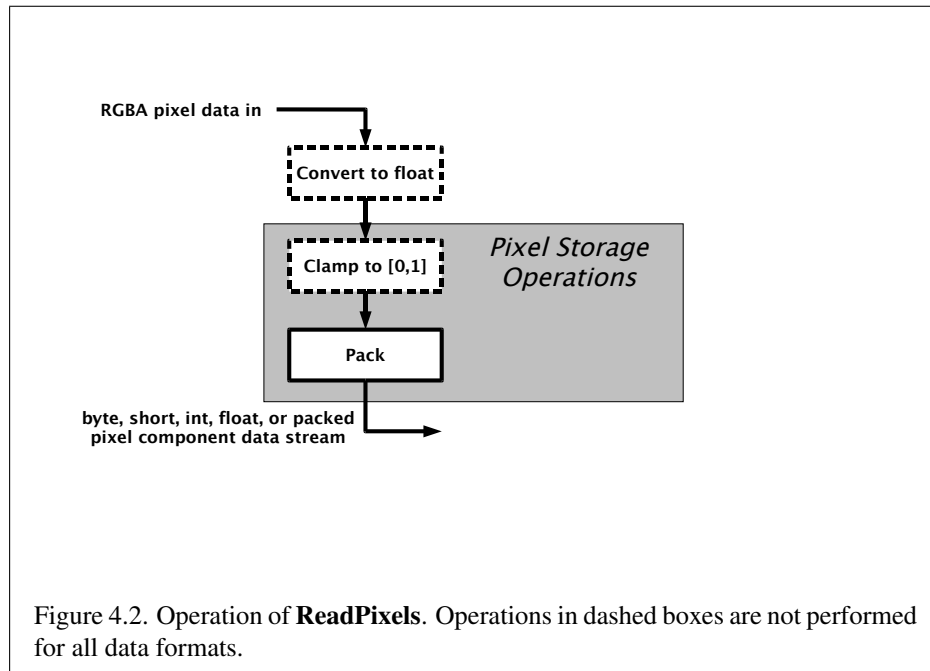 RGBA pixel data in
Convert to float
Clamp to [0,1]
Pixel Storage
Operations
Pack
byte, short, int, float, or packed
pixel component data stream
Figure 4.2. Operation of ReadPixels. Operations in dashed boxes are not performed
for all data formats.